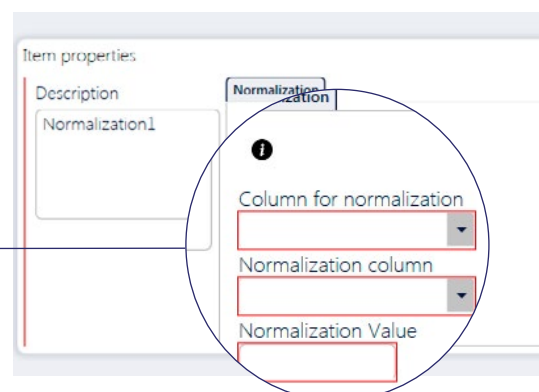 Item properties
Description
Normalization1
Normalization
Column for normalization
Normalization column
Normalization Value